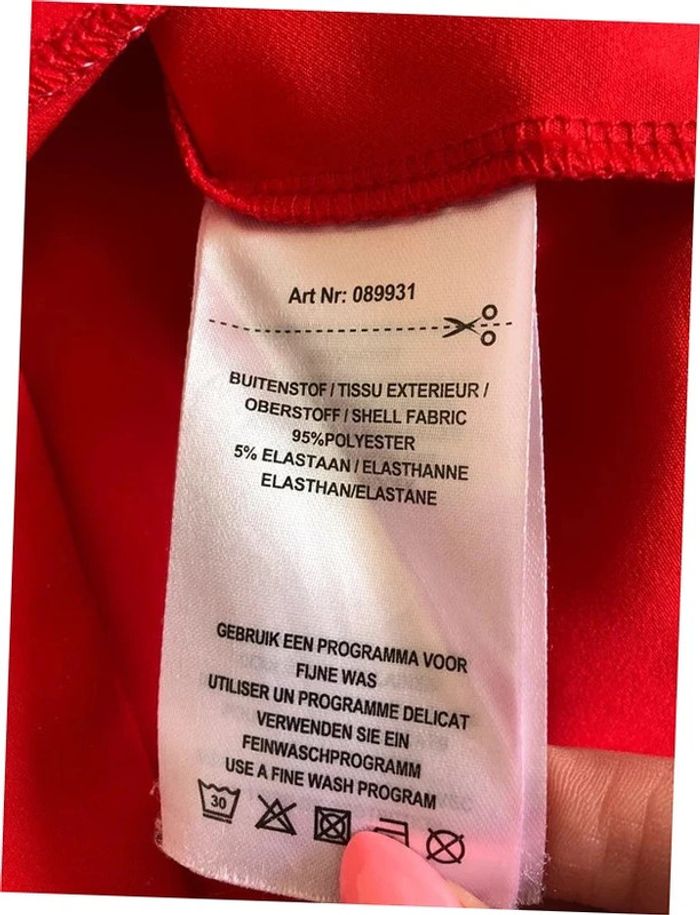 Art Nr: 089931
BUITENSTOF / TISSU EXTERIEUR /
OBERSTOFF / SHELL FABRIC
95%POLYESTER
5% ELASTAAN / ELASTHANNE
ELASTHAN/ELASTANE
GEBRUIK EEN PROGRAMMA VOOR
FIJNE WAS
UTILISER UN PROGRAMME DELICAT
VERWENDEN SIE EIN
FEINWASCHPROGRAMM
USE A FINE WASH PROGRAM
30